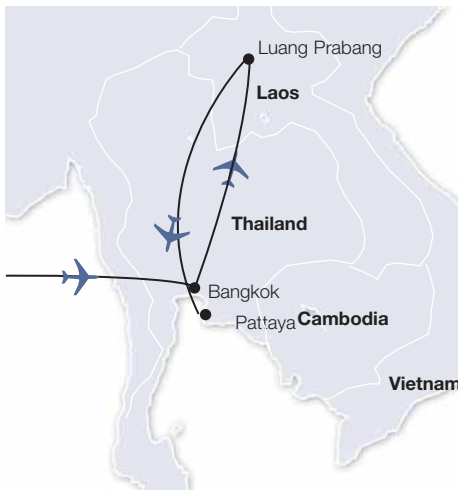 Luang Prabang
Laos
Thailand
Bangkok
Pattaya Cambodia
Vietnam